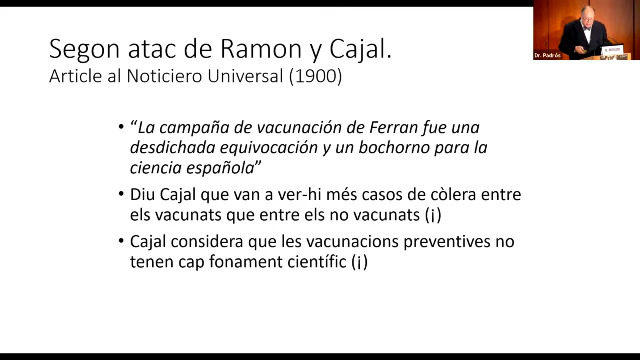 Segon atac de Ramon y Cajal.
Article al Noticiero Universal (1900)
• “La campaña de vacunación de Ferran fue una
desdichada equivocación y un bochorno para la
ciencia española”
• Diu Cajal que van a ver-hi més casos de còlera entre
els vacunats que entre els no vacunats (¡)
• Cajal considera que les vacunacions preventives no
tenen cap fonament científic (¡)
Dr. Padrós